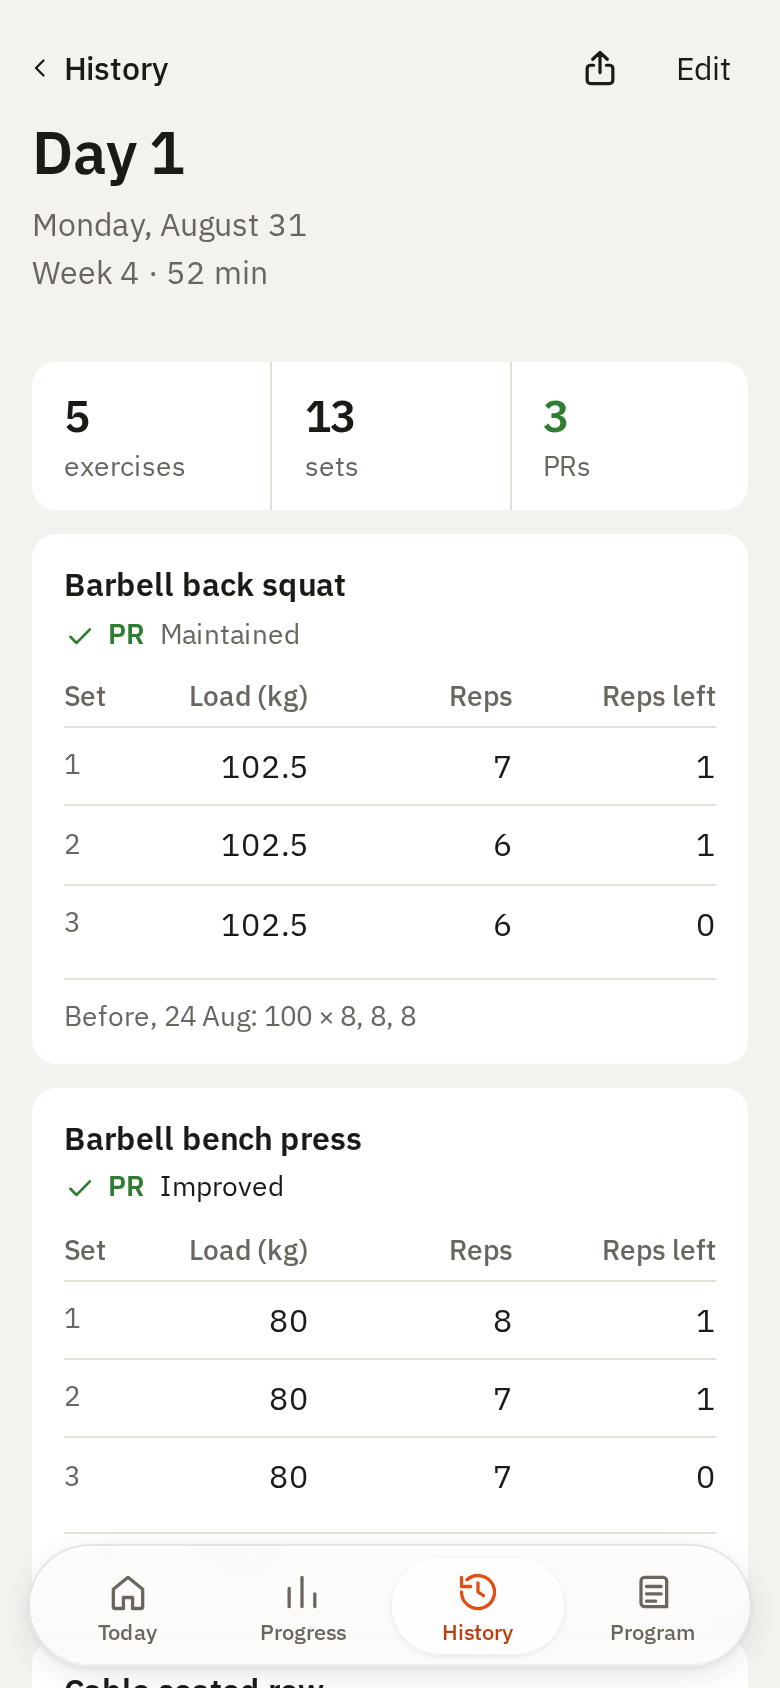 History
Edit
Day 1
Monday, August 31
Week 4 · 52 min
5
exercises
13
sets
3
PRs
Barbell back squat
PR Maintained
Set Load (kg) Reps Reps left
1 102.5 7 1
2 102.5 6 1
3 102.5 6 0
Before, 24 Aug: 100 × 8, 8, 8
Barbell bench press
PR Improved
Set Load (kg) Reps Reps left
1 80 8 1
2 80 7 1
3 80 7 0
Today
Progress
History
Program
Cable seated row